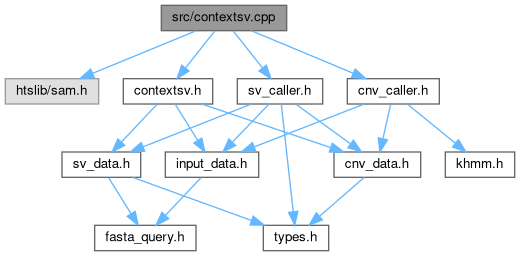 src/contextsv.cpp
htslib/sam.h
contextsv.h
sv_caller.h
cnv_caller.h
sv_data.h
input_data.h
cnv_data.h
khmm.h
fasta_query.h
types.h